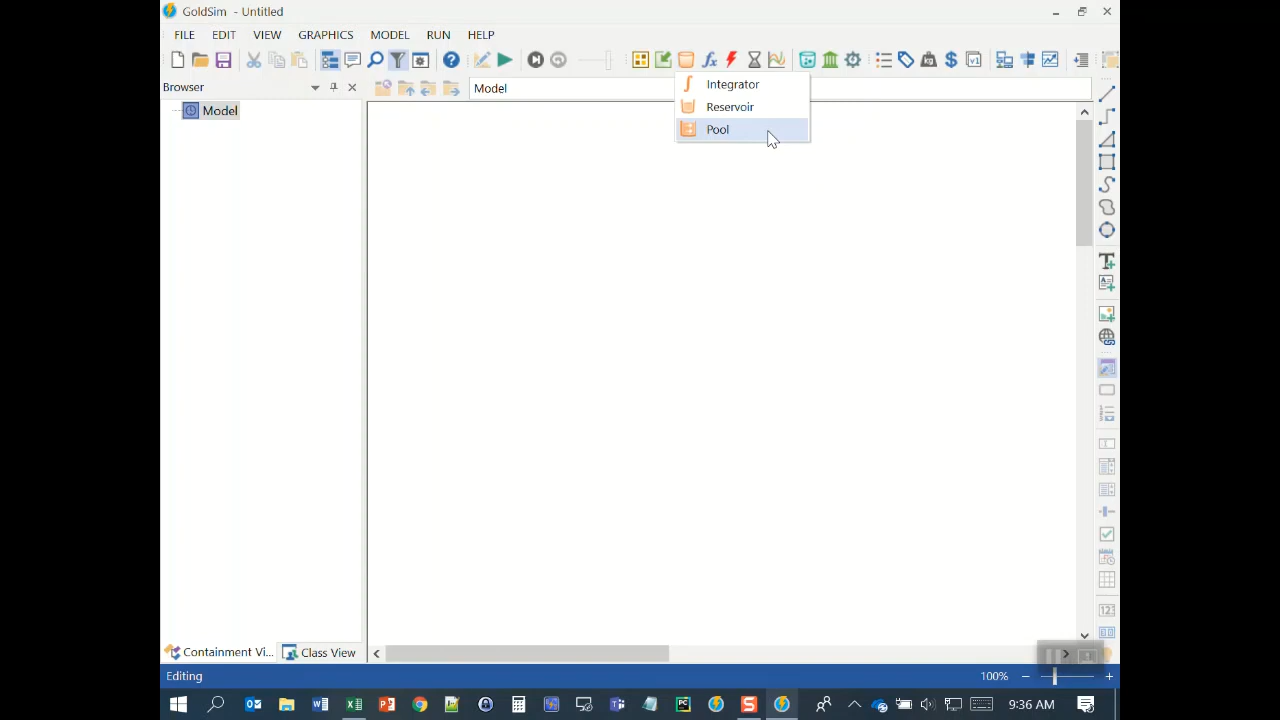 GoldSim - Untitled
FILE EDIT VIEW GRAPHICS MODEL RUN HELP
Browser
Model
Model
Integrator
Reservoir
Pool
Containment Vi...
Class View
Editing
100%
9:36 AM